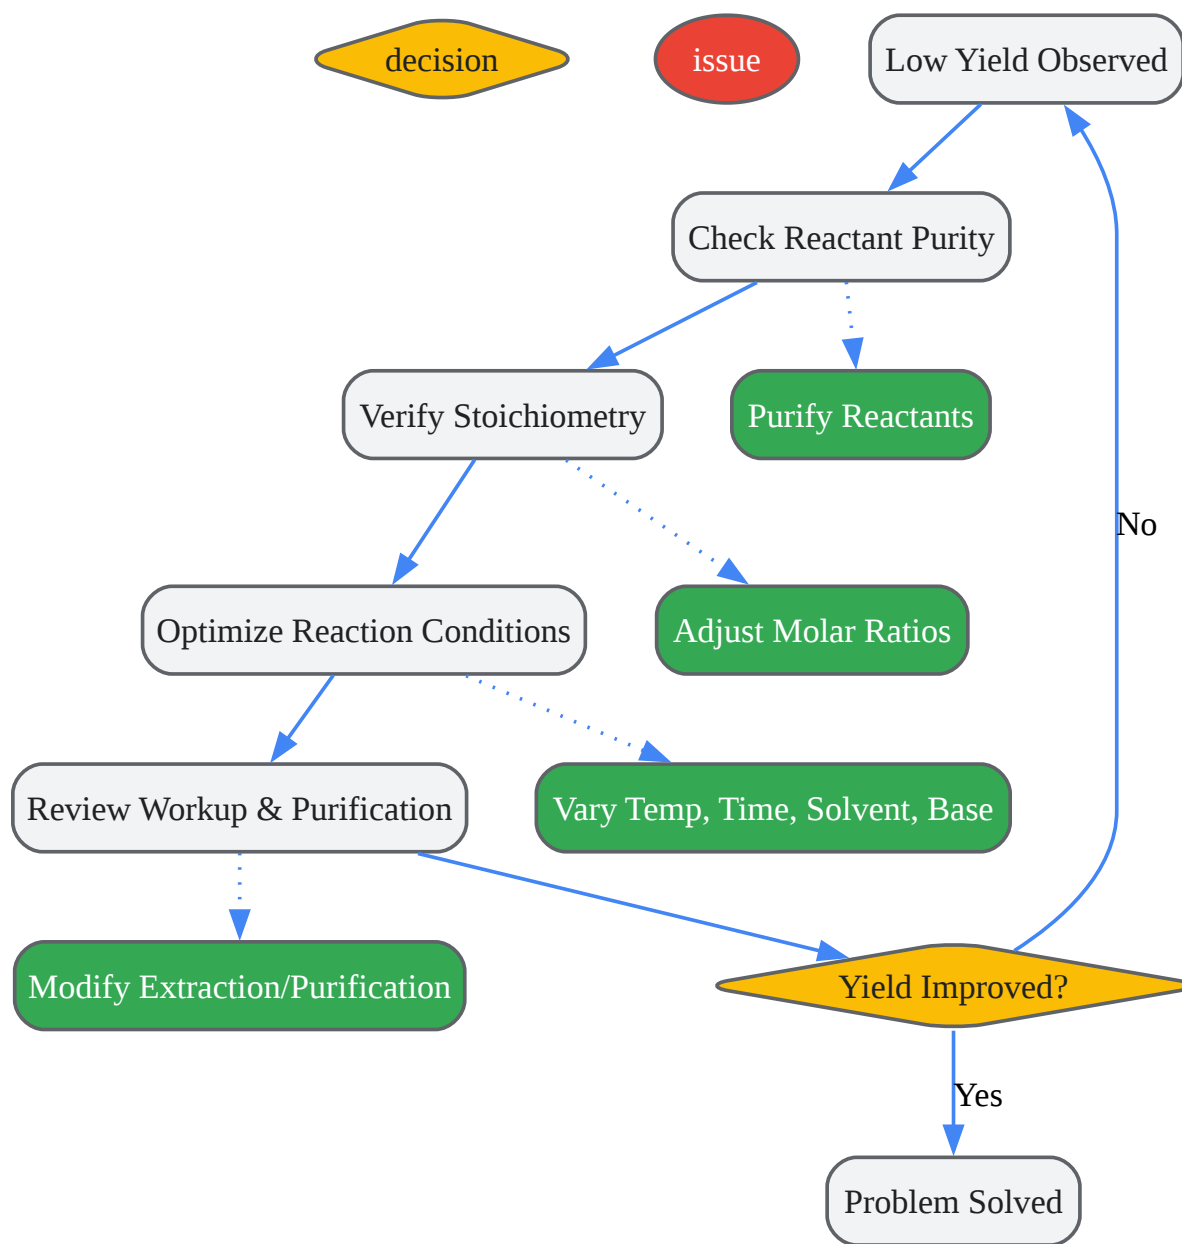 decision
issue
Low Yield Observed
Check Reactant Purity
Verify Stoichiometry
Purify Reactants
No
Optimize Reaction Conditions
Adjust Molar Ratios
Review Workup & Purification
Vary Temp, Time, Solvent, Base
Modify Extraction/Purification
Yield Improved?
Yes
Problem Solved